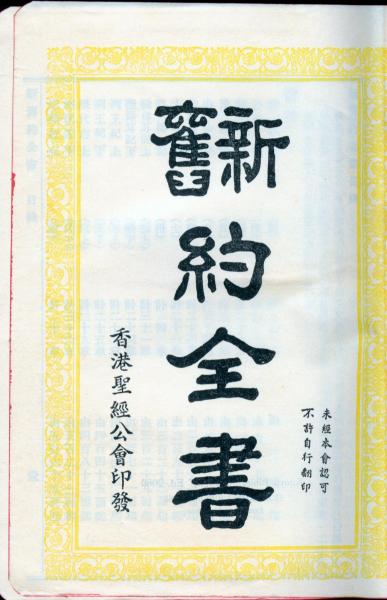 新舊
約全書
未經本會認可
不許自行翻印
香港聖經公會印發